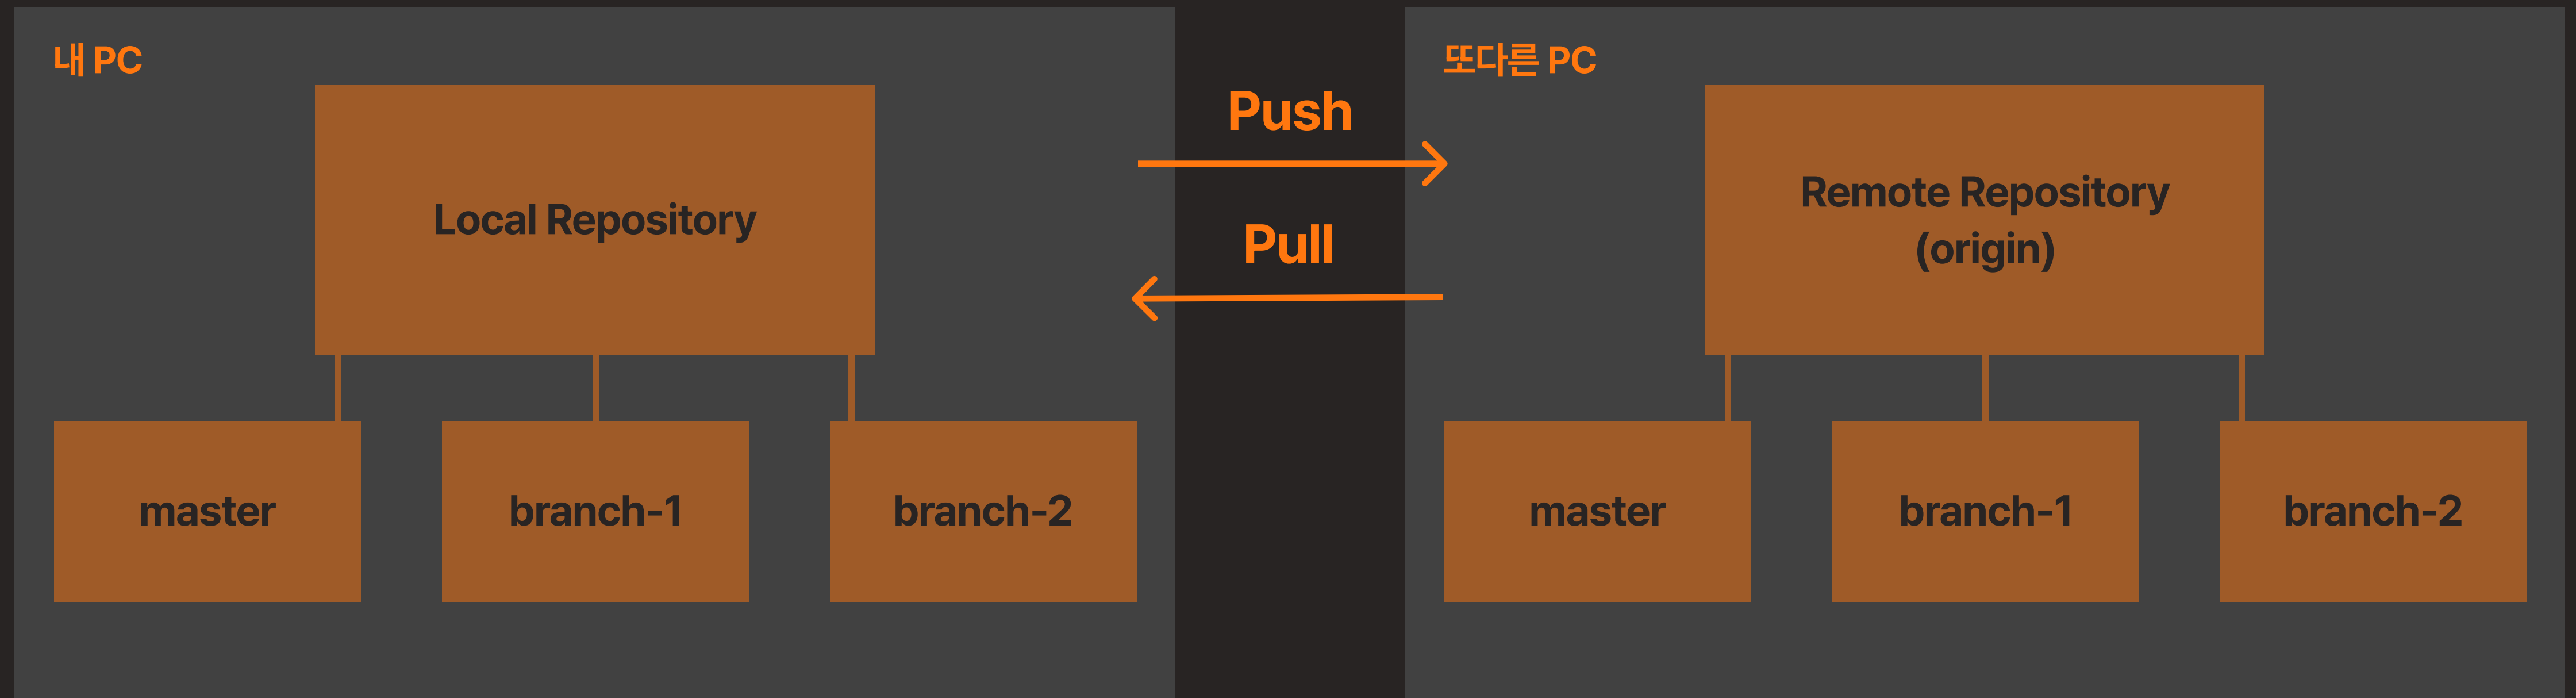 내 PC
Local Repository
master
branch-1
branch-2
Push
Pull
또다른 PC
Remote Repository
(origin)
master
branch-1
branch-2